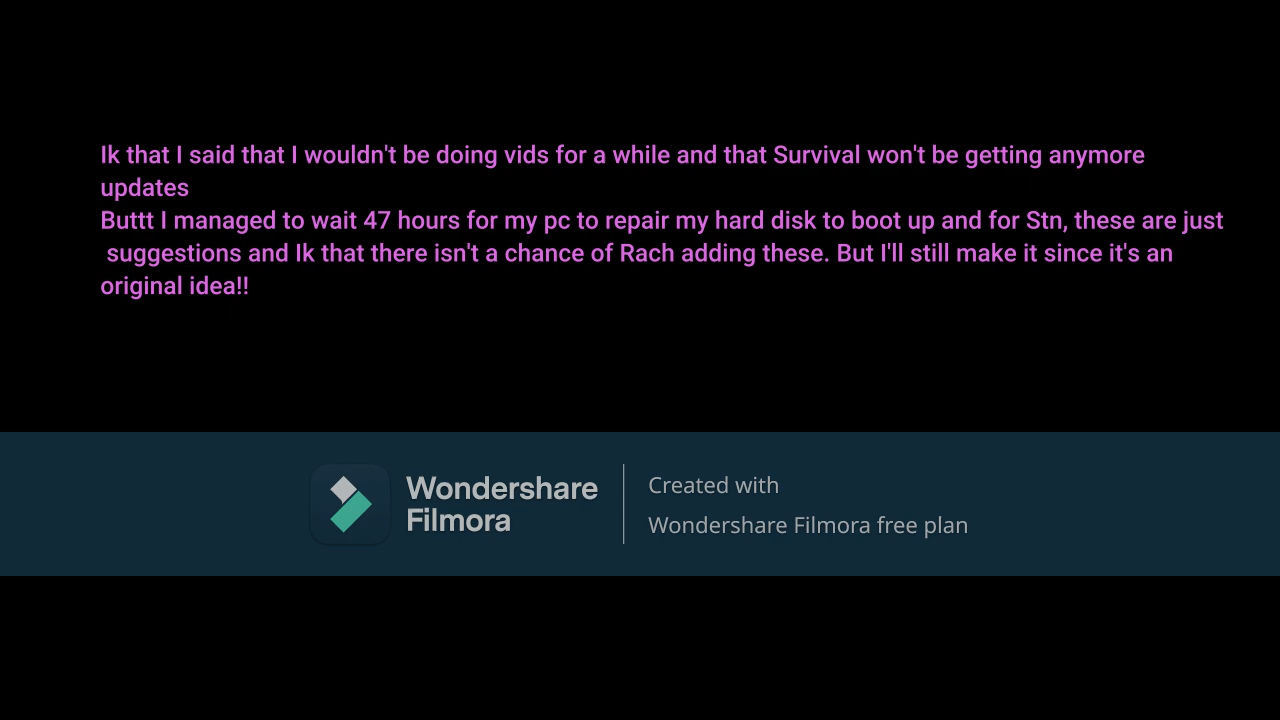 Ik that I said that I wouldn't be doing vids for a while and that Survival won't be getting anymore
updates
Buttt I managed to wait 47 hours for my pc to repair my hard disk to boot up and for Stn, these are just
suggestions and Ik that there isn't a chance of Rach adding these. But I'll still make it since it's an
original idea!!
Wondershare
Filmora
Created with
Wondershare Filmora free plan